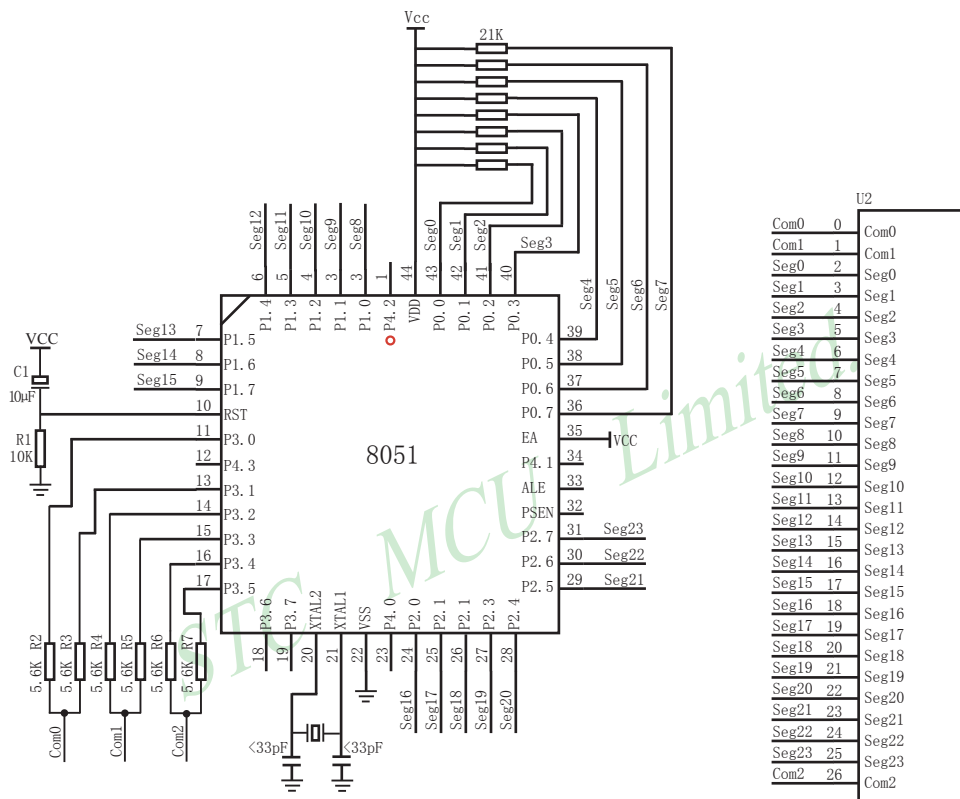 Vcc
21K
Seg12
Seg11
Seg10
Seg9
Seg8
Seg0
Seg1
Seg2
Seg3
Seg4
Seg5
Seg6
Seg7
6
5
4
3
3
1
44
43
42
41
40
P1.4
P1.3
P1.2
P1.1
P1.0
P4.2
VDD
P0.0
P0.1
P0.2
P0.3
Seg13 7 P1.5
Seg14 8 P1.6
Seg15 9 P1.7
10 RST
11 P3.0
12 P4.3
13 P3.1
14 P3.2
15 P3.3
16 P3.4
17 P3.5
VCC
C1
10μF
R1
10K
8051
P0.4 39
P0.5 38
P0.6 37
P0.7 36
EA 35 VCC
P4.1 34
ALE 33
PSEN 32
P2.7 31 Seg23
P2.6 30 Seg22
P2.5 29 Seg21
P3.6
P3.7
XTAL2
XTAL1
VSS
P4.0
P2.0
P2.1
P2.1
P2.3
P2.4
18
19
20
21
22
23
24
25
26
27
28
Seg16
Seg17
Seg18
Seg19
Seg20
5.6K R2
5.6K R3
5.6K R4
5.6K R5
5.6K R6
5.6K R7
Com0
Com1
Com2
<33pF
<33pF
STC MCU Limited.
U2
Com0 0 Com0
Com1 1 Com1
Seg0 2 Seg0
Seg1 3 Seg1
Seg2 4 Seg2
Seg3 5 Seg3
Seg4 6 Seg4
Seg5 7 Seg5
Seg6 8 Seg6
Seg7 9 Seg7
Seg8 10 Seg8
Seg9 11 Seg9
Seg10 12 Seg10
Seg11 13 Seg11
Seg12 14 Seg12
Seg13 15 Seg13
Seg14 16 Seg14
Seg15 17 Seg15
Seg16 18 Seg16
Seg17 19 Seg17
Seg18 20 Seg18
Seg19 21 Seg19
Seg20 22 Seg20
Seg21 23 Seg21
Seg22 24 Seg22
Seg23 25 Seg23
Com2 26 Com2